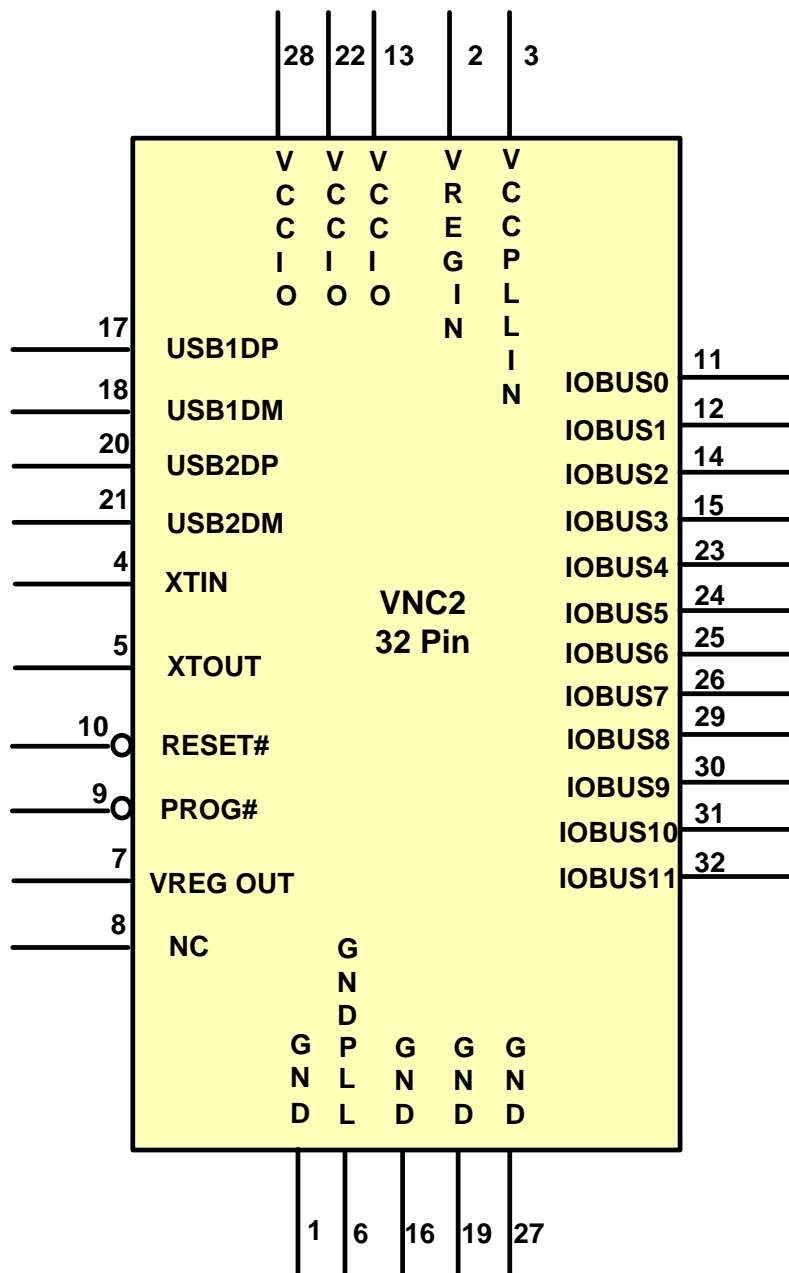 28 22 13 2 3
VCCIO
VCCIO
VCCIO
VREGIN
VCCPLLIN
17 USB1DP
18 USB1DM
20 USB2DP
21 USB2DM
4 XTIN
5 XTOUT
10 RESET#
9 PROG#
7 VREG OUT
8 NC
VNC2
32 Pin
IOBUS0 11
IOBUS1 12
IOBUS2 14
IOBUS3 15
IOBUS4 23
IOBUS5 24
IOBUS6 25
IOBUS7 26
IOBUS8 29
IOBUS9 30
IOBUS10 31
IOBUS11 32
GND
GNDPLL
GND
GND
GND
1 6 16 19 27